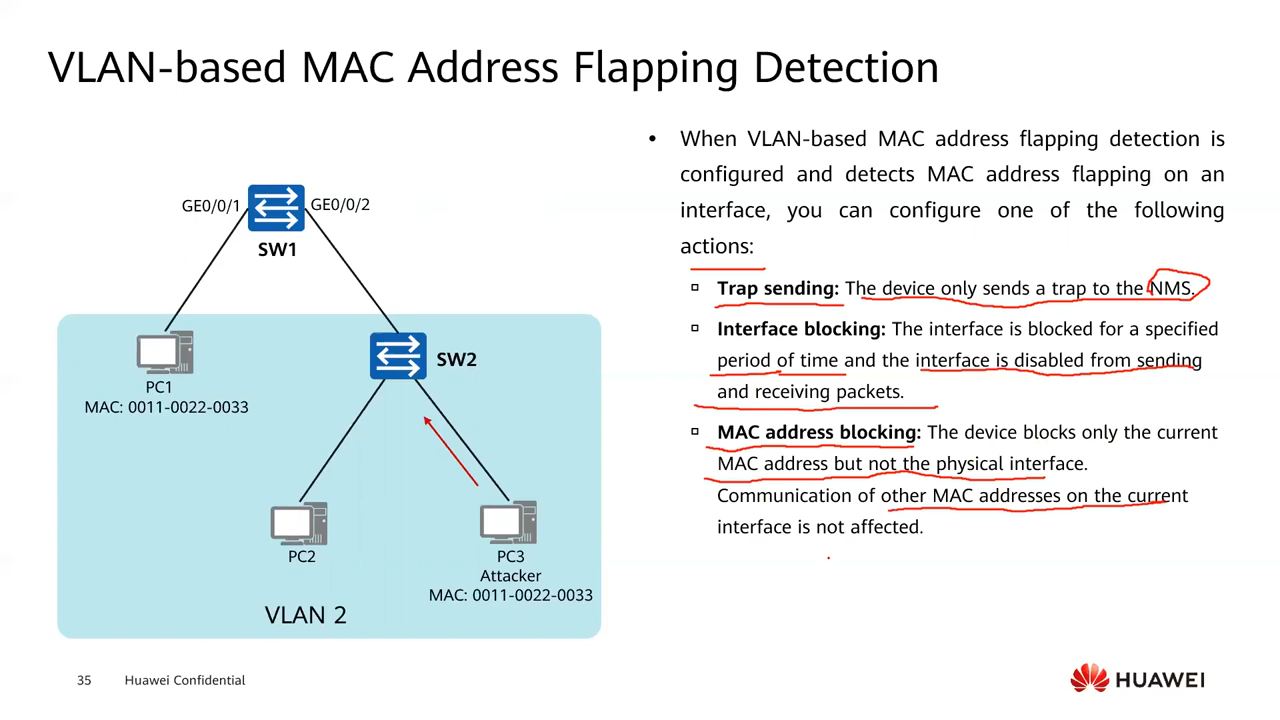 VLAN-based MAC Address Flapping Detection
GE0/0/1
GE0/0/2
SW1
PC1
MAC: 0011-0022-0033
SW2
PC2
PC3
Attacker
MAC: 0011-0022-0033
VLAN 2
• When VLAN-based MAC address flapping detection is
configured and detects MAC address flapping on an
interface, you can configure one of the following
actions:
Trap sending: The device only sends a trap to the NMS.
Interface blocking: The interface is blocked for a specified
period of time and the interface is disabled from sending
and receiving packets.
MAC address blocking: The device blocks only the current
MAC address but not the physical interface.
Communication of other MAC addresses on the current
interface is not affected.
35
Huawei Confidential
HUAWEI